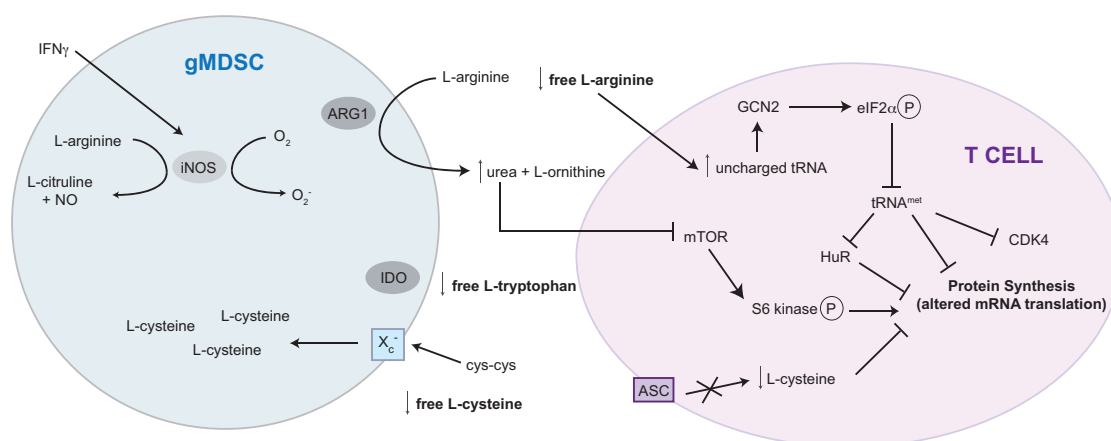 IFNγ
gMDSC
L-arginine
L-citruline
+ NO
iNOS
O₂
O₂⁻
ARG1
L-arginine
↑ urea + L-ornithine
IDO
↓ free L-tryptophan
L-cysteine
L-cysteine
L-cysteine
X꜀⁻
cys-cys
↓ free L-cysteine
↓ free L-arginine
T CELL
GCN2
eIF2α P
↑ uncharged tRNA
tRNAᵐᵉᵗ
HuR
CDK4
mTOR
Protein Synthesis
(altered mRNA translation)
S6 kinase P
ASC
↓ L-cysteine